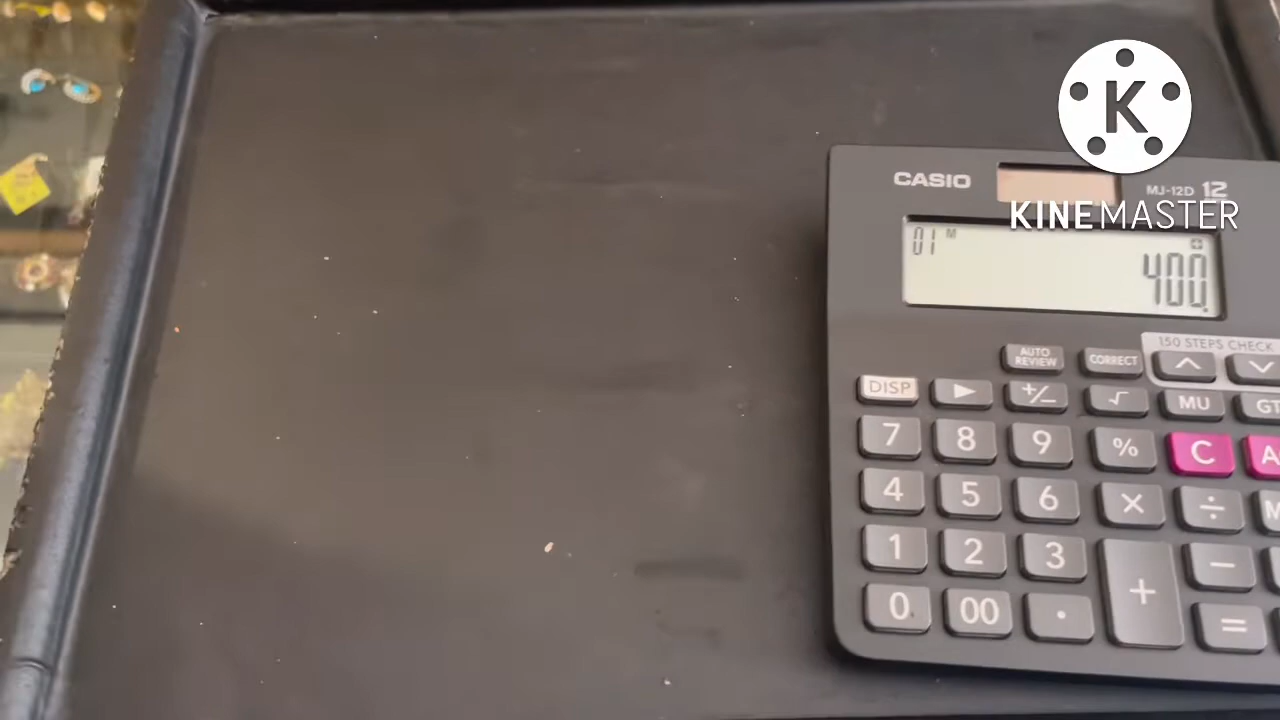 K
KINEMASTER
CASIO
MJ-12D 12
01 M
400.
150 STEPS CHECK
AUTO REVIEW
CORRECT
DISP
+/− √ MU GT
7 8 9 % C
4 5 6 × ÷
1 2 3 + −
0 00 · =